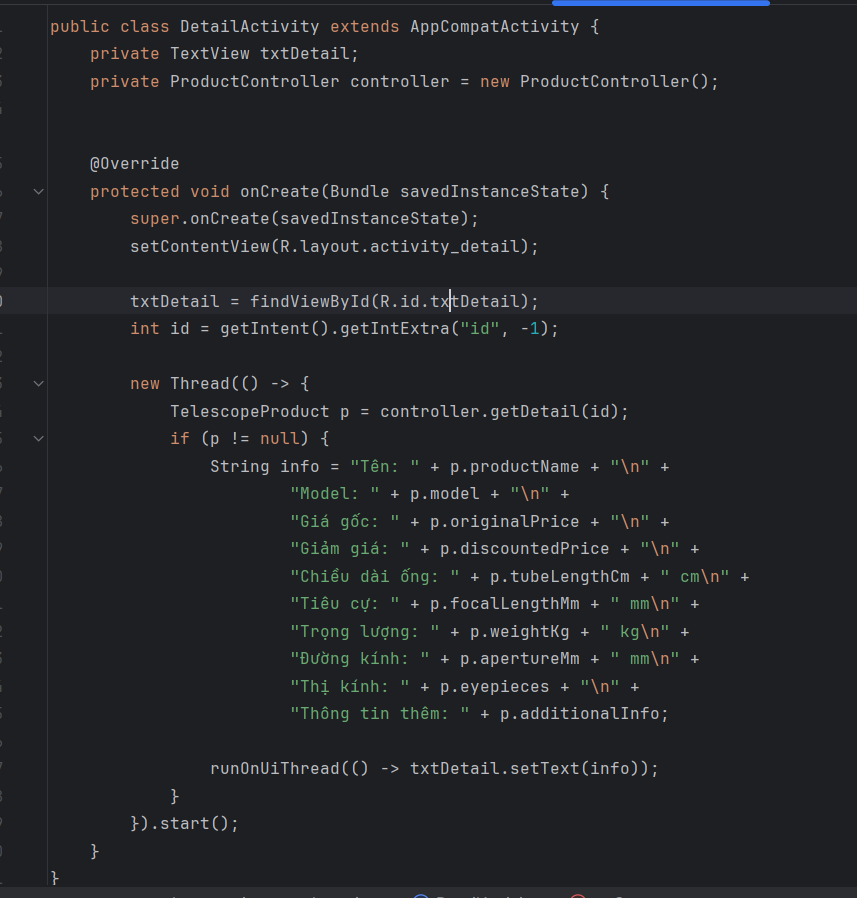 public class DetailActivity extends AppCompatActivity {
private TextView txtDetail;
private ProductController controller = new ProductController();
@Override
protected void onCreate(Bundle savedInstanceState) {
super.onCreate(savedInstanceState);
setContentView(R.layout.activity_detail);
txtDetail = findViewById(R.id.txtDetail);
int id = getIntent().getIntExtra("id", -1);
new Thread(() -> {
TelescopeProduct p = controller.getDetail(id);
if (p != null) {
String info = "Tên: " + p.productName + "\n" +
"Model: " + p.model + "\n" +
"Giá gốc: " + p.originalPrice + "\n" +
"Giảm giá: " + p.discountedPrice + "\n" +
"Chiều dài ống: " + p.tubeLengthCm + " cm\n" +
"Tiêu cự: " + p.focalLengthMm + " mm\n" +
"Trọng lượng: " + p.weightKg + " kg\n" +
"Đường kính: " + p.apertureMm + " mm\n" +
"Thị kính: " + p.eyepieces + "\n" +
"Thông tin thêm: " + p.additionalInfo;
runOnUiThread(() -> txtDetail.setText(info));
}
}).start();
}
}